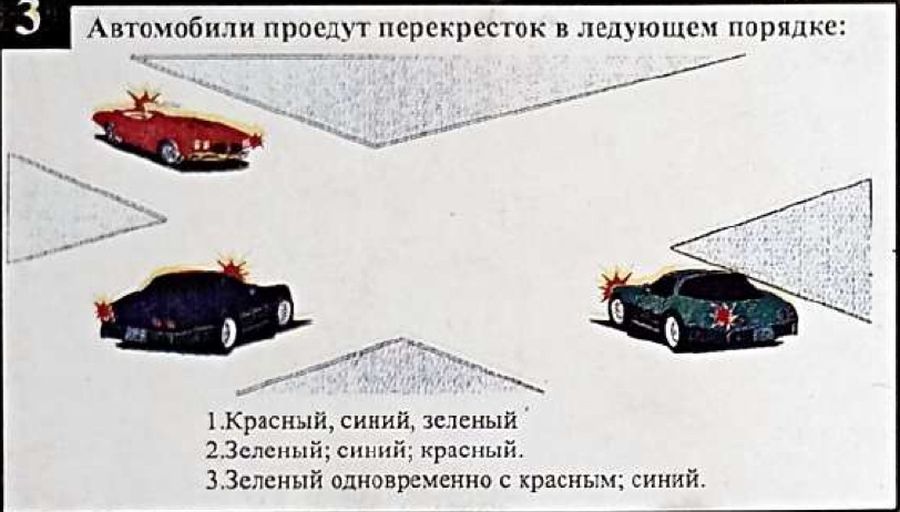 3
Автомобили проедут перекресток в ледующем порядке:
1.Красный, синий, зеленый
2.Зеленый; синий; красный.
3.Зеленый одновременно с красным; синий.